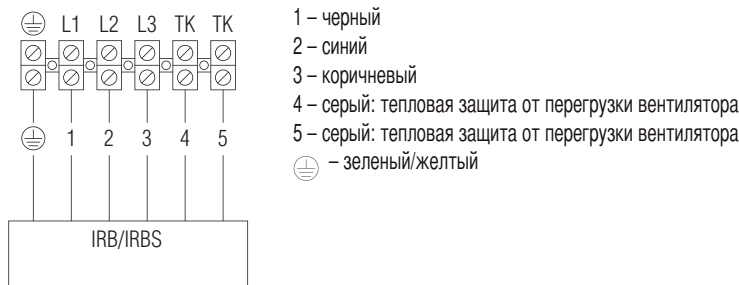 L1 L2 L3 TK TK
1 2 3 4 5
IRB/IRBS
1 – черный
2 – синий
3 – коричневый
4 – серый: тепловая защита от перегрузки вентилятора
5 – серый: тепловая защита от перегрузки вентилятора
– зеленый/желтый